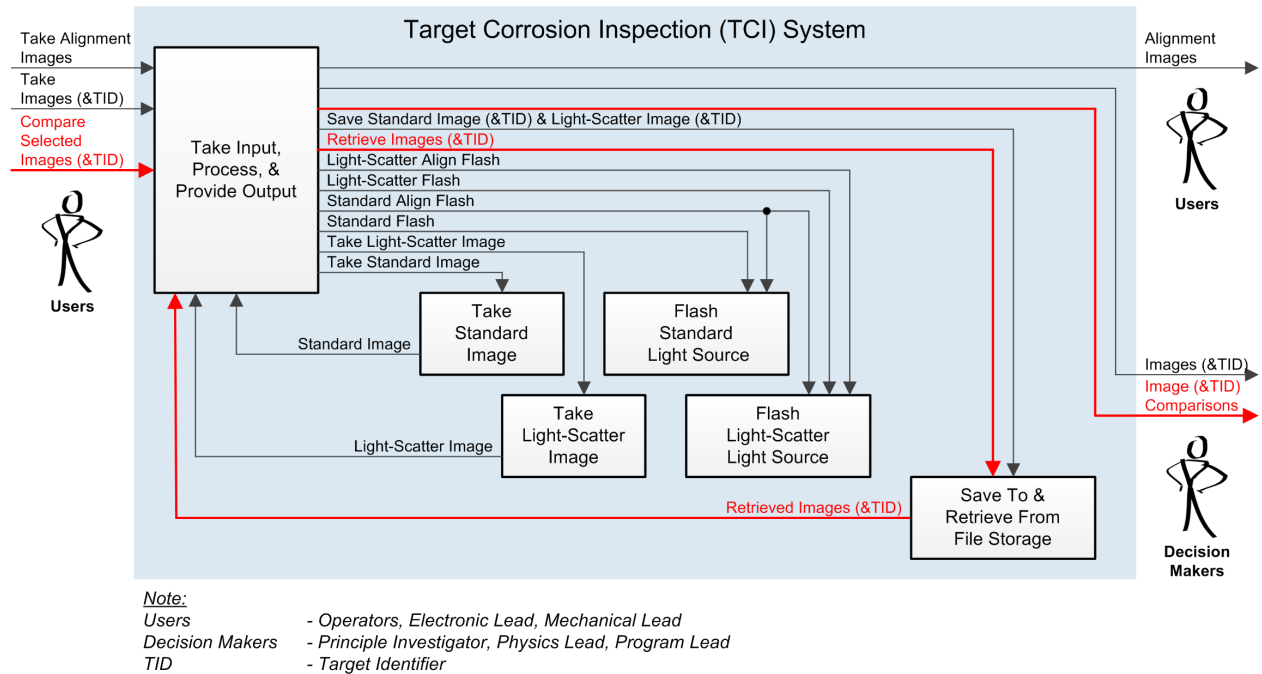 Target Corrosion Inspection (TCI) System
Take Alignment
Images
Take
Images (&TID)
Compare
Selected
Images (&TID)
Users
Take Input,
Process, &
Provide Output
Save Standard Image (&TID) & Light-Scatter Image (&TID)
Retrieve Images (&TID)
Light-Scatter Align Flash
Light-Scatter Flash
Standard Align Flash
Standard Flash
Take Light-Scatter Image
Take Standard Image
Take
Standard
Image
Flash
Standard
Light Source
Standard Image
Take
Light-Scatter
Image
Flash
Light-Scatter
Light Source
Light-Scatter Image
Retrieved Images (&TID)
Save To &
Retrieve From
File Storage
Alignment
Images
Users
Images (&TID)
Image (&TID)
Comparisons
Decision
Makers
Note:
Users - Operators, Electronic Lead, Mechanical Lead
Decision Makers - Principle Investigator, Physics Lead, Program Lead
TID - Target Identifier